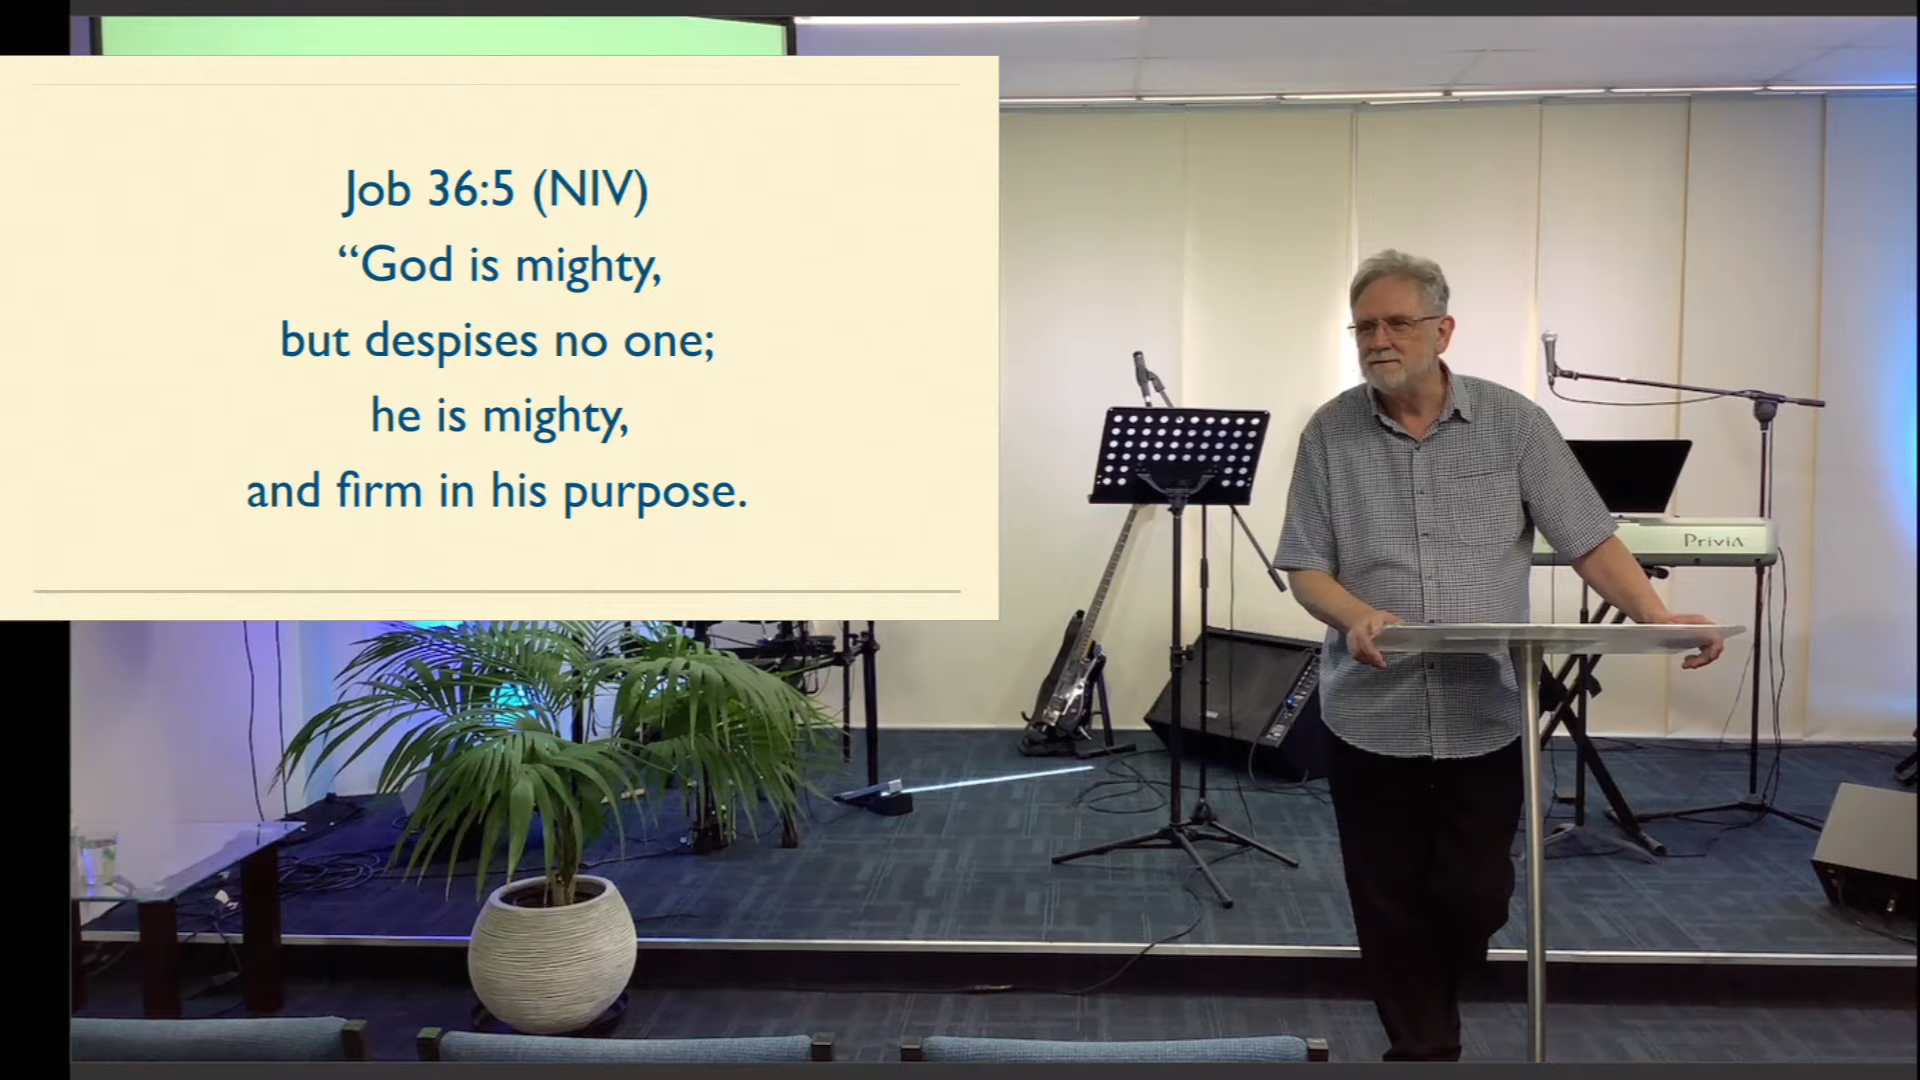 Job 36:5 (NIV)
“God is mighty,
but despises no one;
he is mighty,
and firm in his purpose.
Privia